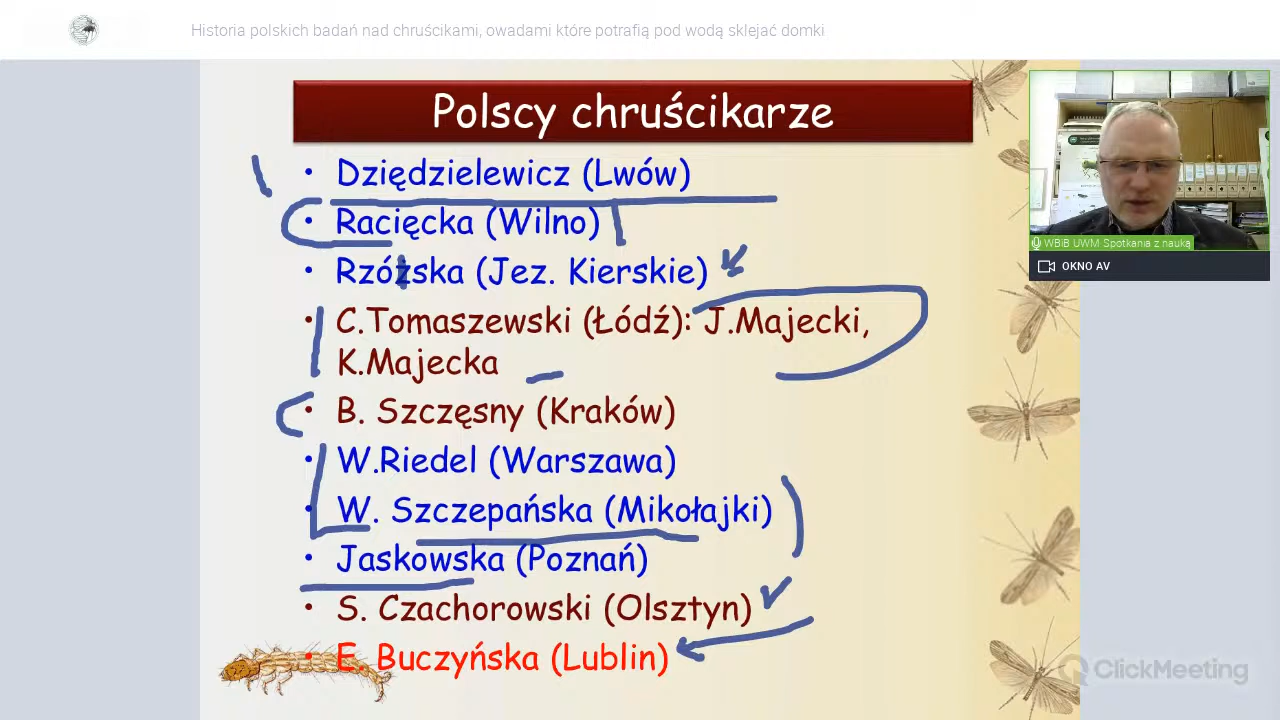 Historia polskich badań nad chruścikami, owadami które potrafią pod wodą sklejać domki
Polscy chruścikarze
• Dziędzielewicz (Lwów)
• Racięcka (Wilno)
• Rzóżska (Jez. Kierskie)
• C.Tomaszewski (Łódź): J.Majecki,
K.Majecka
• B. Szczęsny (Kraków)
• W.Riedel (Warszawa)
• W. Szczepańska (Mikołajki)
• Jaskowska (Poznań)
• S. Czachorowski (Olsztyn)
• E. Buczyńska (Lublin)
WBiB UWM Spotkania z nauką
OKNO AV
ClickMeeting